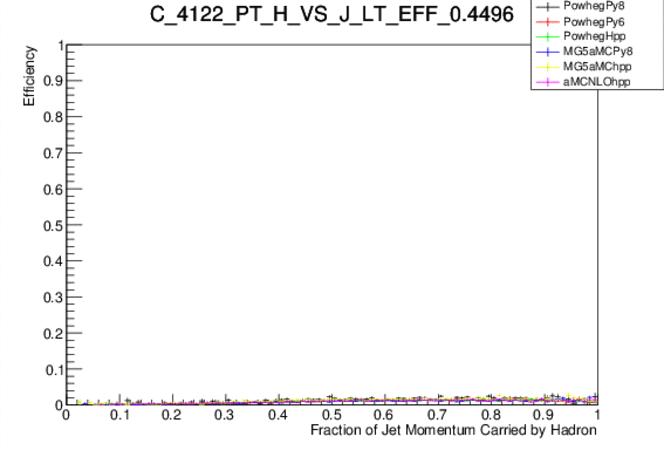 C_4122_PT_H_VS_J_LT_EFF_0.4496
PowhegPy8
PowhegPy6
PowhegHpp
MG5aMCPy8
MG5aMChpp
aMCNLOhpp
Efficiency
1
0.9
0.8
0.7
0.6
0.5
0.4
0.3
0.2
0.1
0
0 0.1 0.2 0.3 0.4 0.5 0.6 0.7 0.8 0.9 1
Fraction of Jet Momentum Carried by Hadron